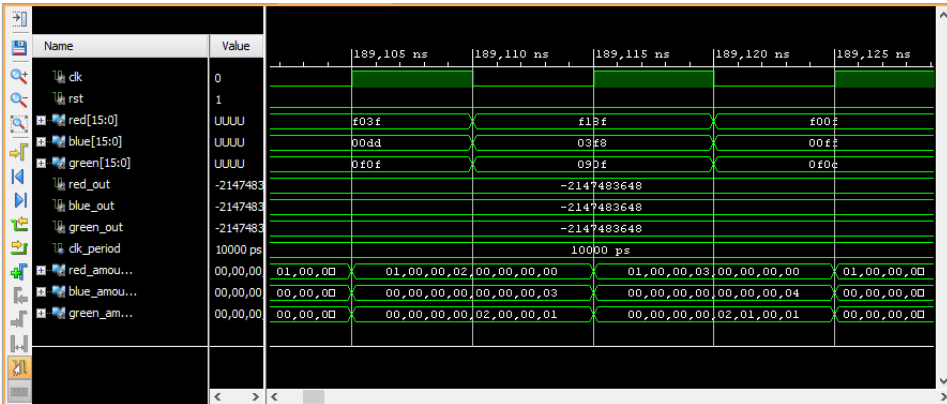 Name Value
189,105 ns 189,110 ns 189,115 ns 189,120 ns 189,125 ns
clk 0
rst 1
red[15:0] UUUU f03f f18f f00f
blue[15:0] UUUU 00dd 03f8 00ff
green[15:0] UUUU 0f0f 090f 0f0c
red_out -2147483 -2147483648
blue_out -2147483 -2147483648
green_out -2147483 -2147483648
clk_period 10000 ps 10000 ps
red_amou... 00,00,00 01,00,00 01,00,00,02,00,00,00,00 01,00,00,03,00,00,00,00 01,00,00
blue_amou... 00,00,00 00,00,00 00,00,00,00,00,00,00,03 00,00,00,00,00,00,00,04 00,00,00
green_am... 00,00,00 00,00,00 00,00,00,00,02,00,00,01 00,00,00,00,02,01,00,01 00,00,00